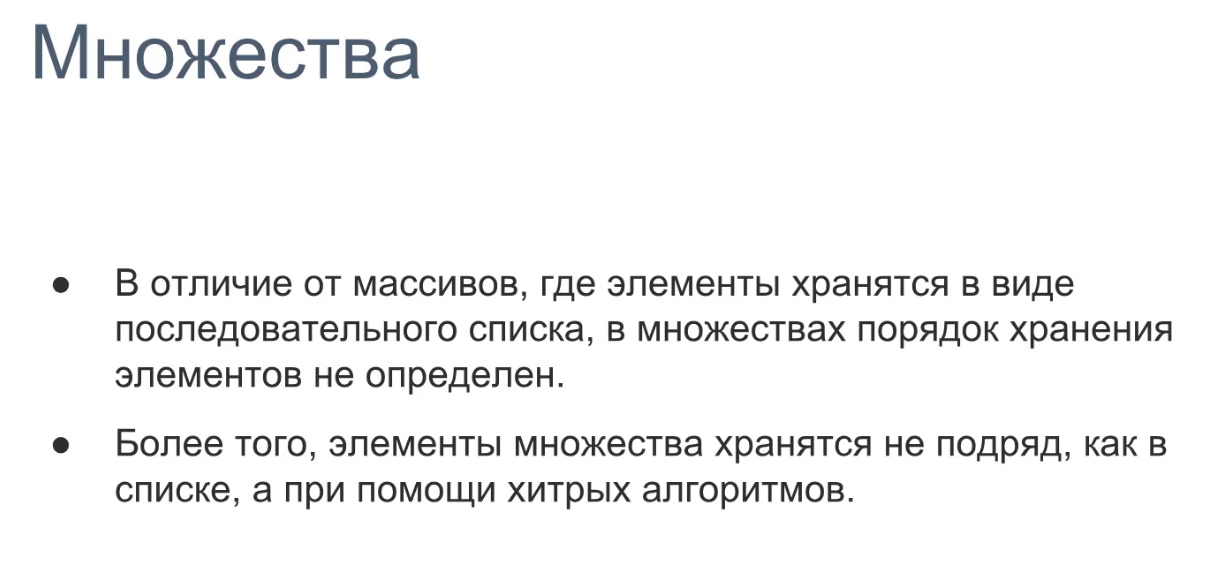 Множества
● В отличие от массивов, где элементы хранятся в виде
последовательного списка, в множествах порядок хранения
элементов не определен.
● Более того, элементы множества хранятся не подряд, как в
списке, а при помощи хитрых алгоритмов.